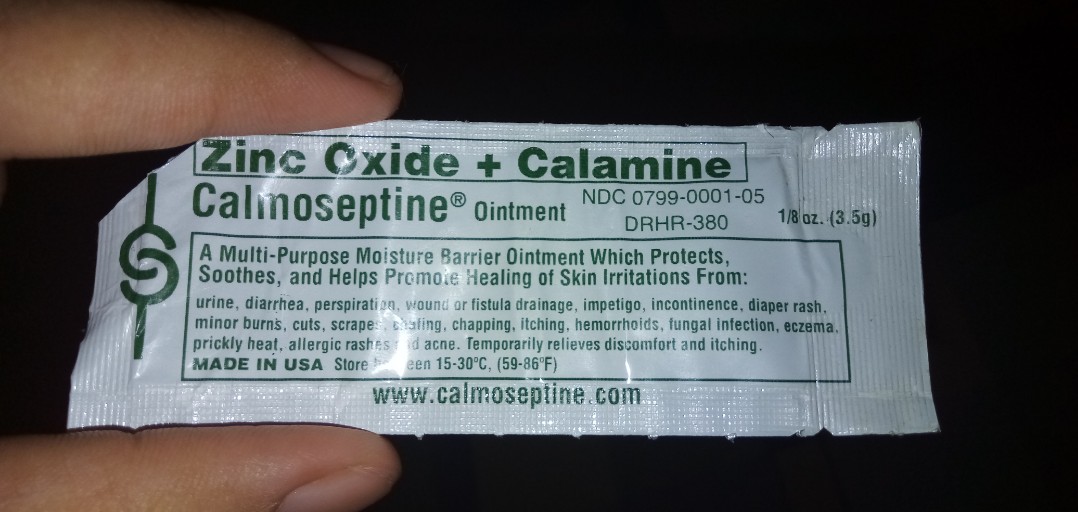 Zinc Oxide + Calamine
Calmoseptine® Ointment
NDC 0799-0001-05
DRHR-380
1/8 oz. (3.5g)
A Multi-Purpose Moisture Barrier Ointment Which Protects,
Soothes, and Helps Promote Healing of Skin Irritations From:
urine, diarrhea, perspiration, wound or fistula drainage, impetigo, incontinence, diaper rash,
minor burns, cuts, scrapes, chapping, itching, hemorrhoids, fungal infection, eczema,
prickly heat, allergic rashes acne. Temporarily relieves discomfort and itching.
MADE IN USA Store 15-30ºC, (59-86ºF)
www.calmoseptine.com